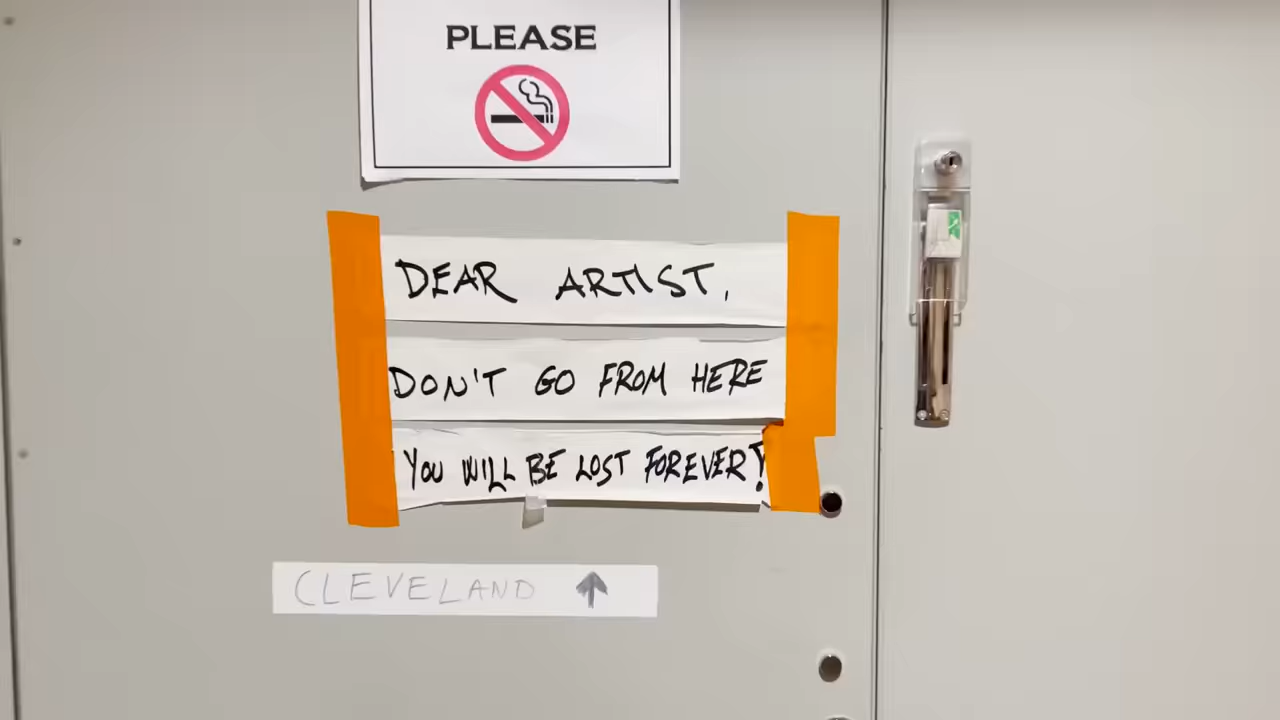 PLEASE
DEAR ARTIST,
DON'T GO FROM HERE
YOU WILL BE LOST FOREVER!
CLEVELAND ↑